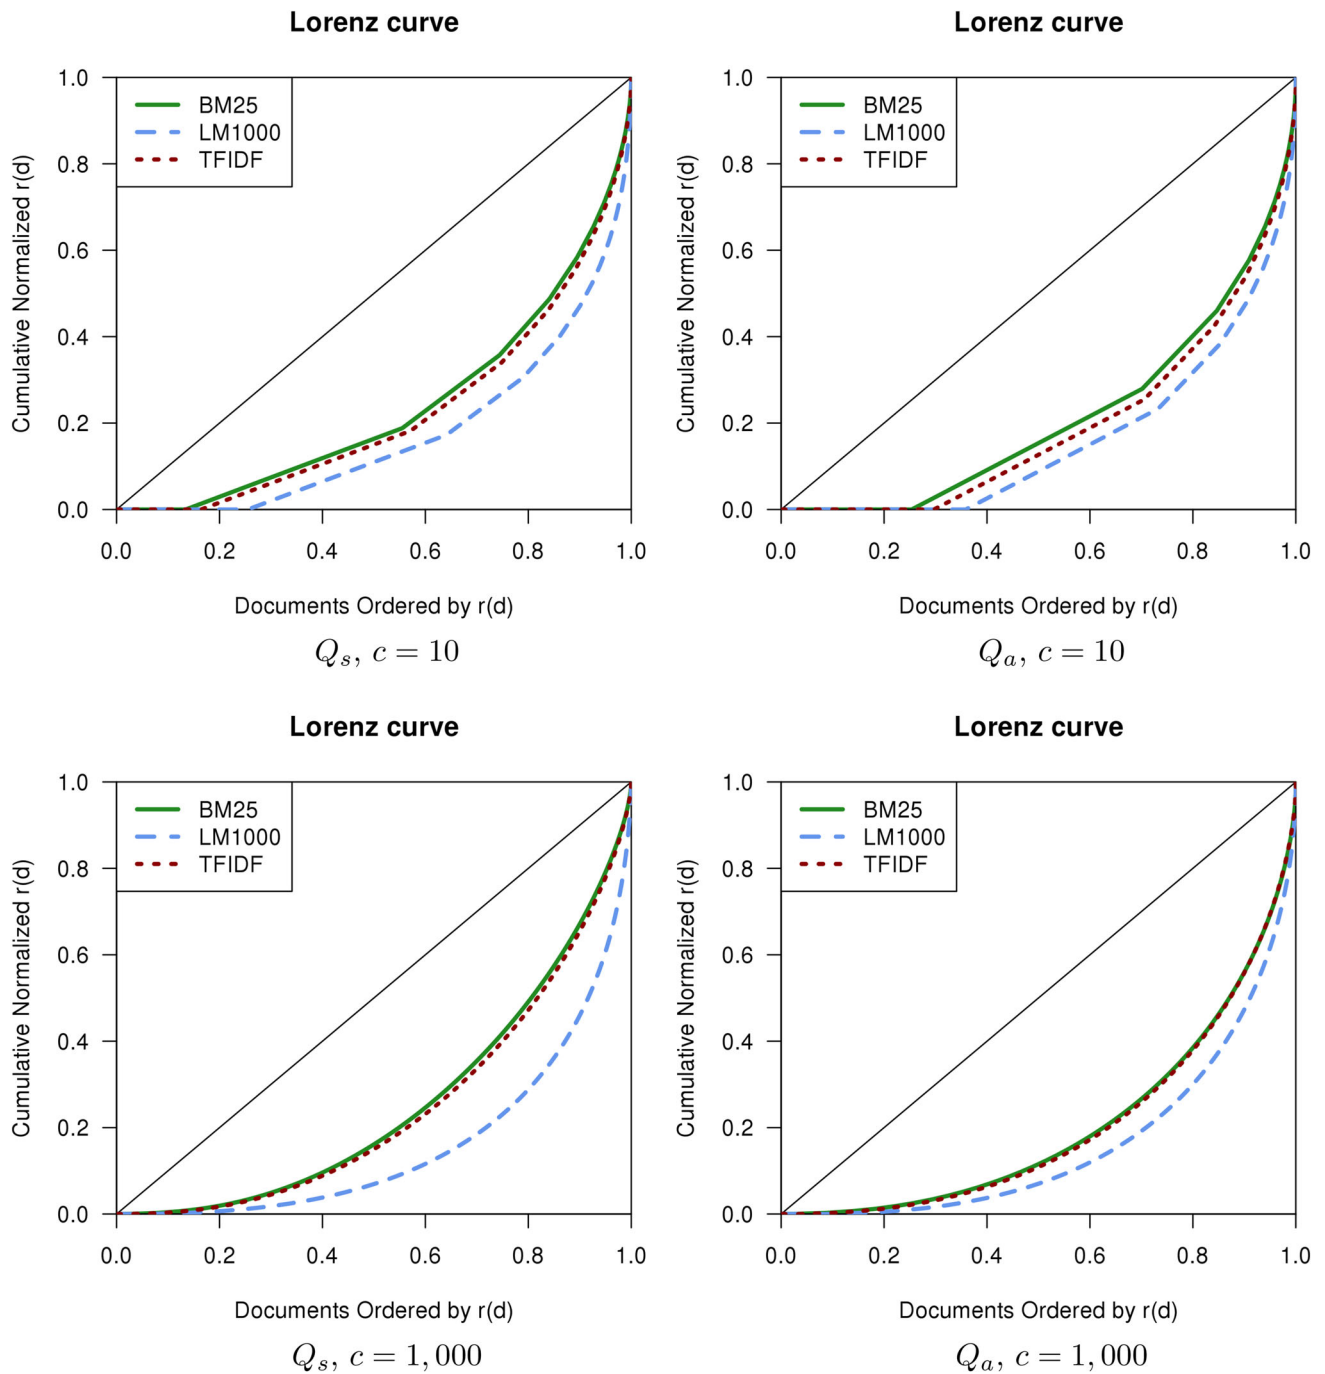 Lorenz curve
Cumulative Normalized r(d)
1.0
0.8
0.6
0.4
0.2
0.0
BM25
LM1000
TFIDF
0.0 0.2 0.4 0.6 0.8 1.0
Documents Ordered by r(d)
Q_s, c = 10
Lorenz curve
Cumulative Normalized r(d)
1.0
0.8
0.6
0.4
0.2
0.0
BM25
LM1000
TFIDF
0.0 0.2 0.4 0.6 0.8 1.0
Documents Ordered by r(d)
Q_a, c = 10
Lorenz curve
Cumulative Normalized r(d)
1.0
0.8
0.6
0.4
0.2
0.0
BM25
LM1000
TFIDF
0.0 0.2 0.4 0.6 0.8 1.0
Documents Ordered by r(d)
Q_s, c = 1,000
Lorenz curve
Cumulative Normalized r(d)
1.0
0.8
0.6
0.4
0.2
0.0
BM25
LM1000
TFIDF
0.0 0.2 0.4 0.6 0.8 1.0
Documents Ordered by r(d)
Q_a, c = 1,000